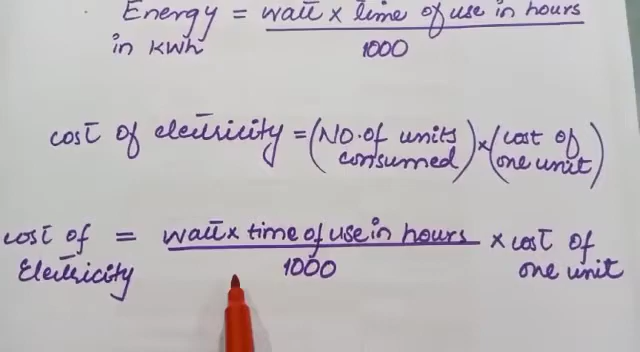 Energy = watt x time of use in hours
in kWh 1000
cost of electricity = (No. of units consumed) x (cost of one unit)
cost of Electricity = watt x time of use in hours x cost of one unit
1000